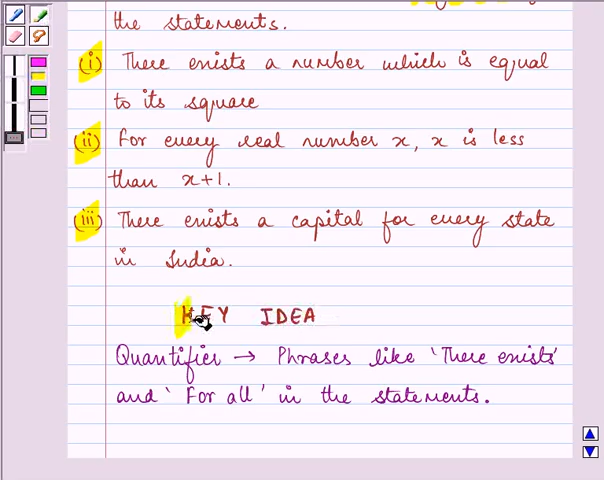 the statements.
(i) There exists a number which is equal
to its square
(ii) For every real number x, x is less
than x+1.
(iii) There exists a capital for every state
in India.
KEY IDEA
Quantifier → Phrases like 'There exists'
and 'For all' in the statements.